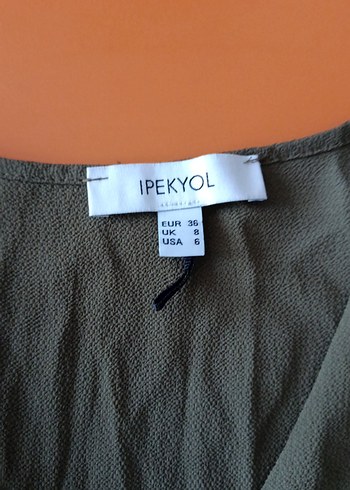 IPEKYOL
EUR 36
UK 8
USA 6